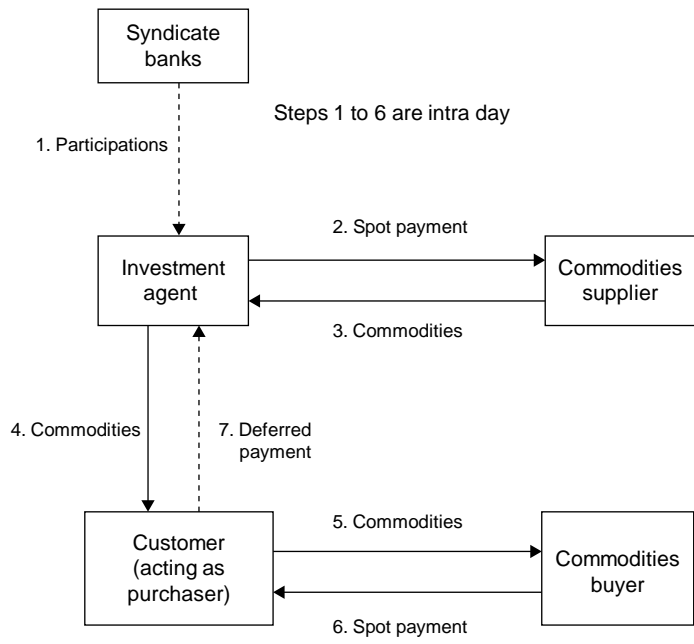 Syndicate
banks
Steps 1 to 6 are intra day
1. Participations
2. Spot payment
Investment
agent
Commodities
supplier
3. Commodities
4. Commodities
7. Deferred
payment
5. Commodities
Customer
(acting as
purchaser)
Commodities
buyer
6. Spot payment